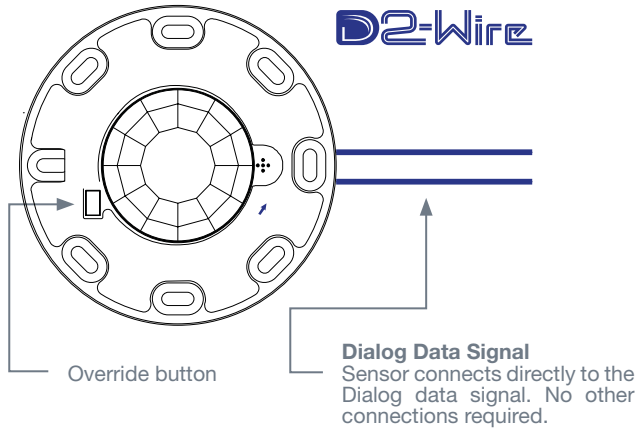 D2-Wire
Override button
Dialog Data Signal
Sensor connects directly to the
Dialog data signal. No other
connections required.